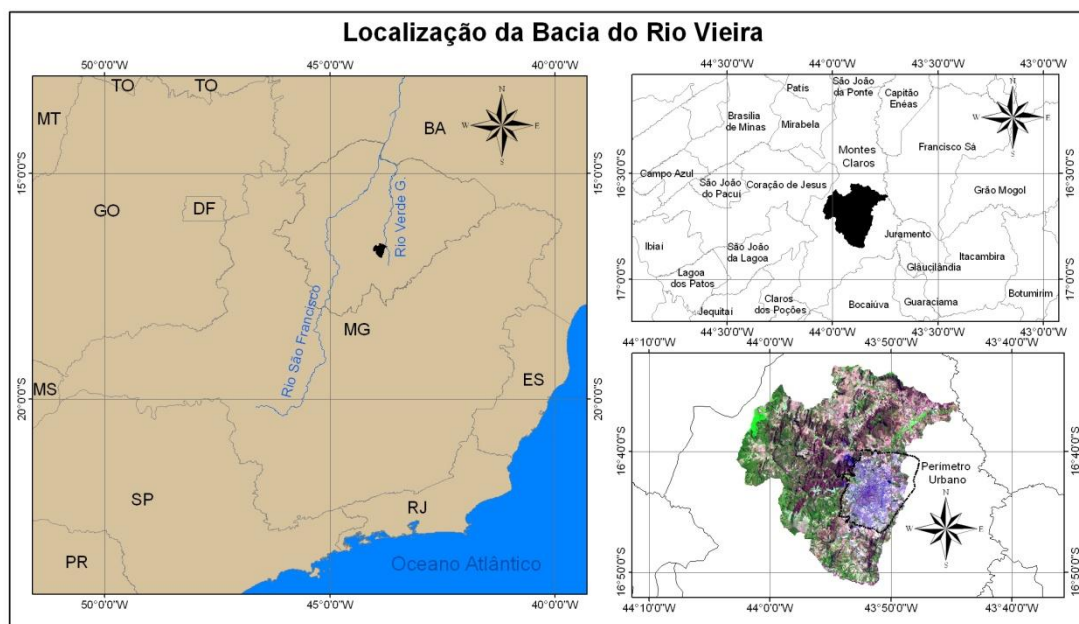 Localização da Bacia do Rio Vieira
50°0'0"W
45°0'0"W
40°0'0"W
TO
TO
MT
BA
N
W
E
S
15°0'0"S
15°0'0"S
GO
DF
Rio Verde G.
Rio São Francisco
MG
ES
MS
20°0'0"S
20°0'0"S
SP
RJ
PR
Oceano Atlântico
50°0'0"W
45°0'0"W
40°0'0"W
44°30'0"W
44°0'0"W
43°30'0"W
43°0'0"W
Patis
São João
da Ponte
Capitão
Enéas
Brasília
de Minas
Mirabela
N
W
E
S
Montes
Claros
Francisco Sá
16°30'0"S
16°30'0"S
Campo Azul
São João
do Pacuí
Coração de Jesus
Grão Mogol
Juramento
Ibiaí
São João
da Lagoa
Itacambira
Glaucilândia
17°0'0"S
17°0'0"S
Lagoa
dos Patos
Claros
dos Poções
Bocaiúva
Guaraciama
Botumirim
Jequitaí
44°30'0"W
44°0'0"W
43°30'0"W
43°0'0"W
44°10'0"W
44°0'0"W
43°50'0"W
43°40'0"W
16°40'0"S
16°40'0"S
Perimetro
Urbano
N
W
E
S
16°50'0"S
16°50'0"S
44°10'0"W
44°0'0"W
43°50'0"W
43°40'0"W